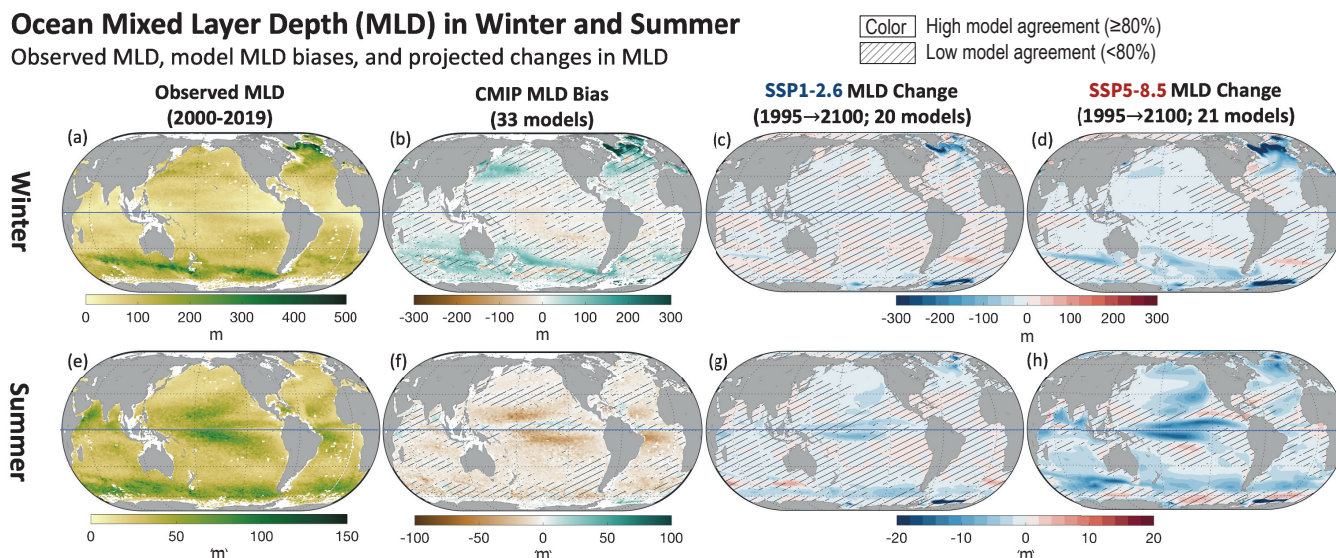 Ocean Mixed Layer Depth (MLD) in Winter and Summer
Observed MLD, model MLD biases, and projected changes in MLD
Color High model agreement (≥80%)
Low model agreement (<80%)
Observed MLD
(2000-2019)
CMIP MLD Bias
(33 models)
SSP1-2.6 MLD Change
(1995→2100; 20 models)
SSP5-8.5 MLD Change
(1995→2100; 21 models)
Winter
(a)
(b)
(c)
(d)
0 100 200 300 400 500
m
-300 -200 -100 0 100 200 300
m
-300 -200 -100 0 100 200 300
m
Summer
(e)
(f)
(g)
(h)
0 50 100 150
m
-100 -50 0 50 100
m
-20 -10 0 10 20
m